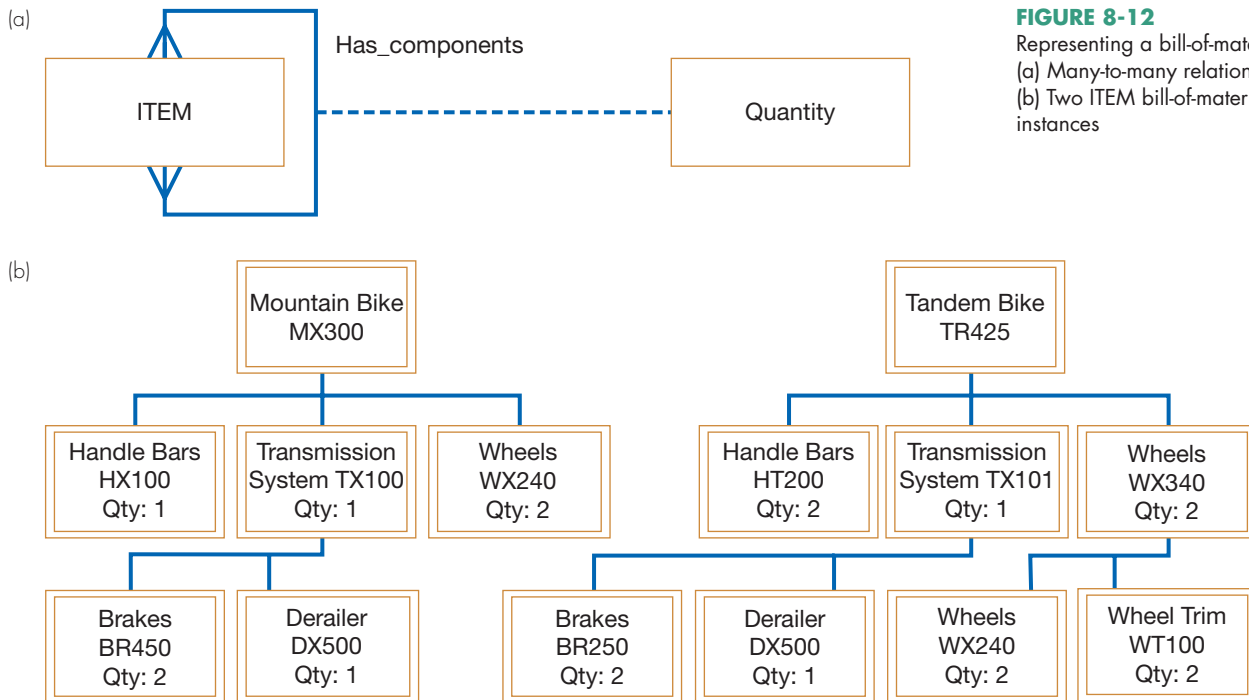 (a)
Has_components
ITEM
Quantity
FIGURE 8-12
Representing a bill-of-mate
(a) Many-to-many relation
(b) Two ITEM bill-of-mater
instances
(b)
Mountain Bike
MX300
Tandem Bike
TR425
Handle Bars
HX100
Qty: 1
Transmission
System TX100
Qty: 1
Wheels
WX240
Qty: 2
Handle Bars
HT200
Qty: 2
Transmission
System TX101
Qty: 1
Wheels
WX340
Qty: 2
Brakes
BR450
Qty: 2
Derailer
DX500
Qty: 1
Brakes
BR250
Qty: 2
Derailer
DX500
Qty: 1
Wheels
WX240
Qty: 2
Wheel Trim
WT100
Qty: 2